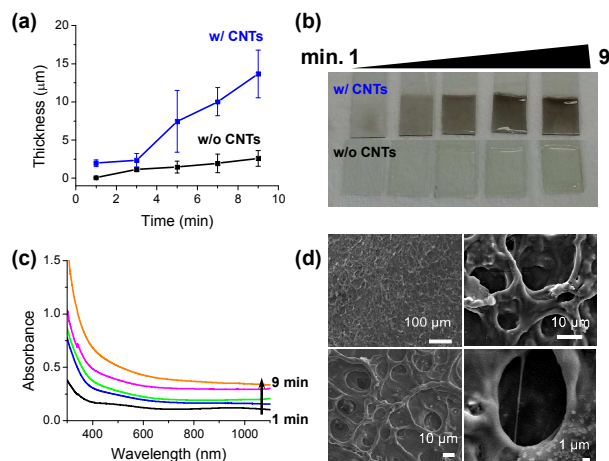 (a)
w/ CNTs
w/o CNTs
Thickness (μm)
20
15
10
5
0
0
2
4
6
8
10
Time (min)
(b)
min. 1
9
w/ CNTs
w/o CNTs
(c)
Absorbance
1.5
1.0
0.5
0.0
9 min
1 min
400
600
800
1000
Wavelength (nm)
(d)
100 μm
10 μm
10 μm
1 μm